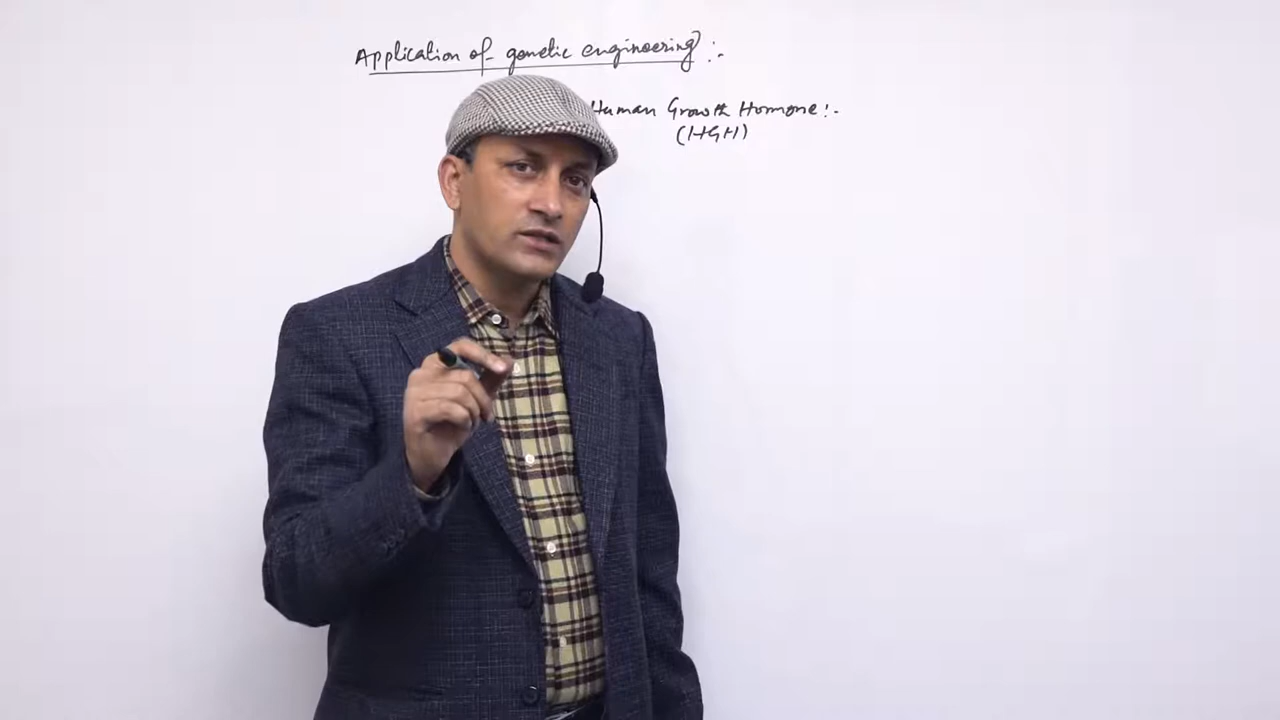 Application of genetic engineering :-
Human Growth Hormone :-
(HGH)